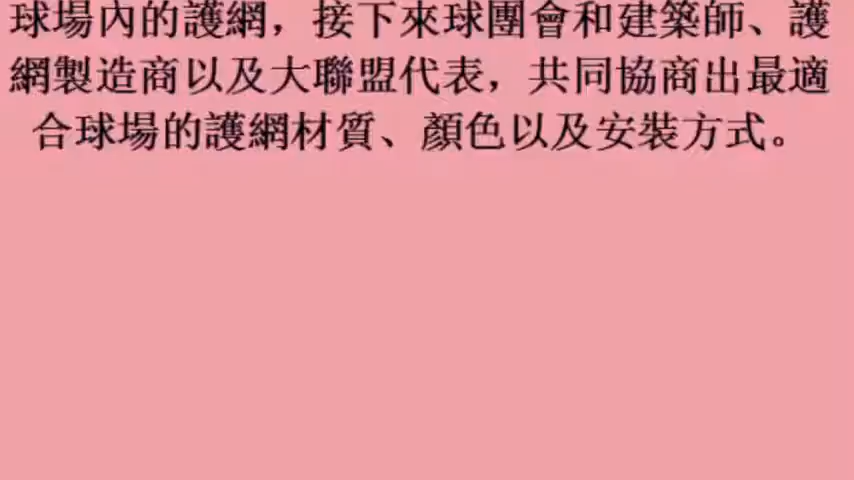 球場內的護網，接下來球團會和建築師、護
網製造商以及大聯盟代表，共同協商出最適
合球場的護網材質、顏色以及安裝方式。